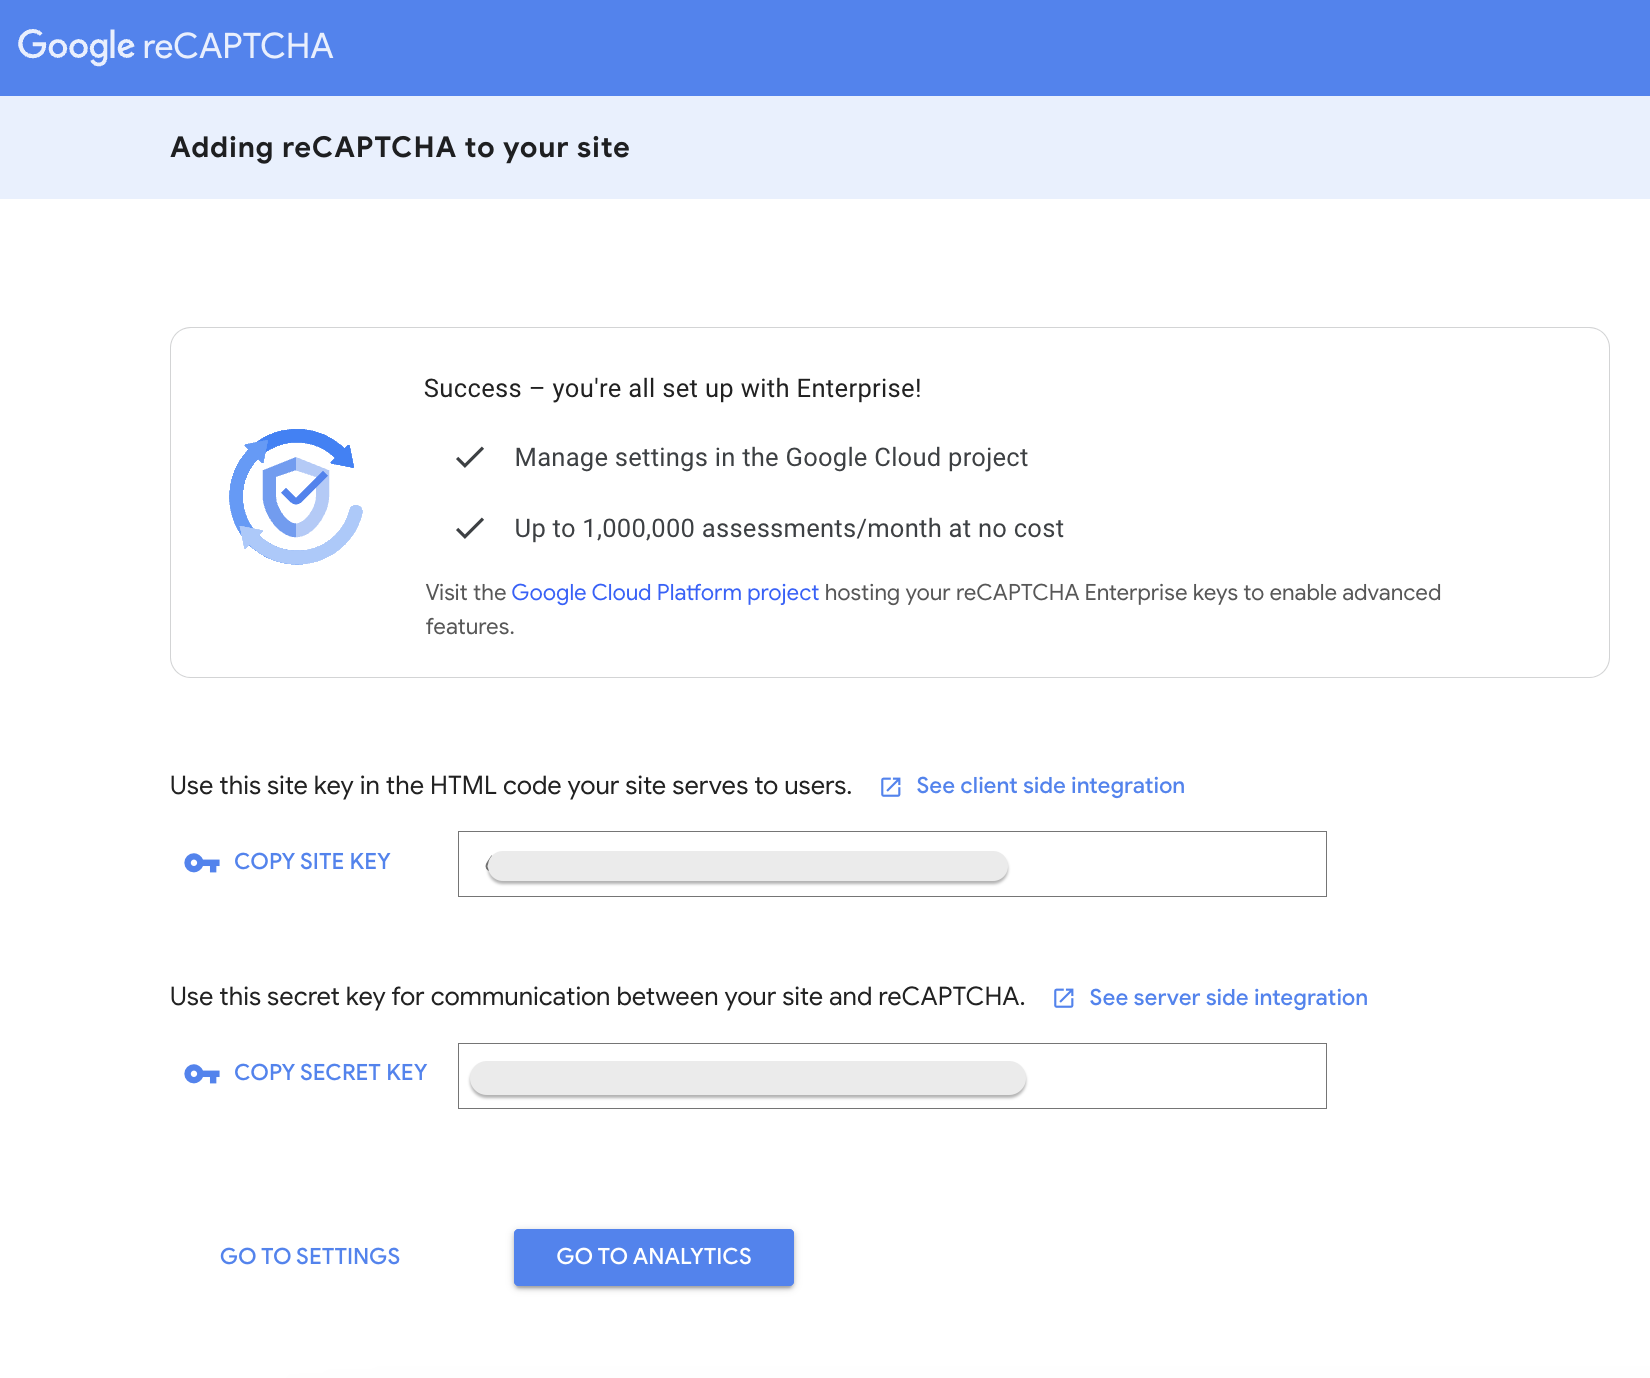 Google reCAPTCHA
Adding reCAPTCHA to your site
Success – you're all set up with Enterprise!
Manage settings in the Google Cloud project
Up to 1,000,000 assessments/month at no cost
Visit the Google Cloud Platform project hosting your reCAPTCHA Enterprise keys to enable advanced
features.
Use this site key in the HTML code your site serves to users. See client side integration
COPY SITE KEY
Use this secret key for communication between your site and reCAPTCHA. See server side integration
COPY SECRET KEY
GO TO SETTINGS GO TO ANALYTICS